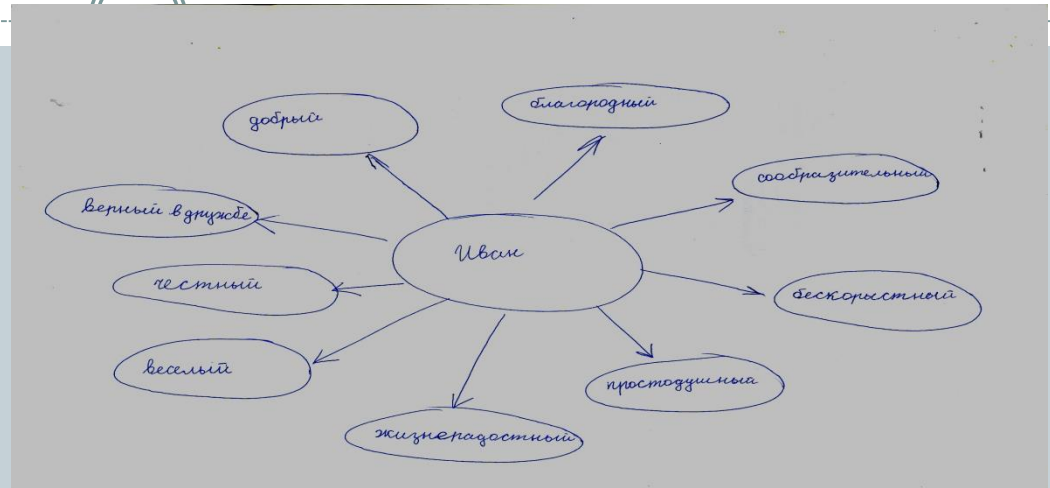 добрый
благородный
сообразительный
верный в дружбе
Иван
честный
бескорыстный
веселый
простодушный
жизнерадостный